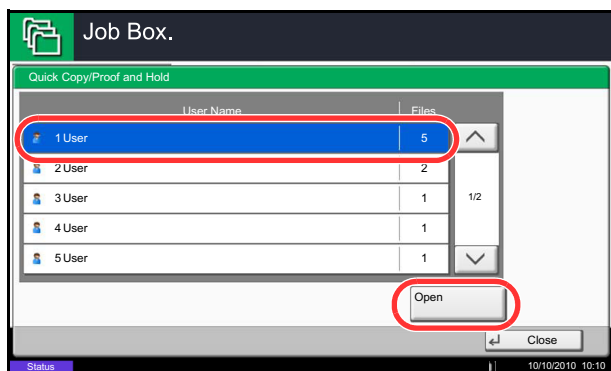 Job Box.
Quick Copy/Proof and Hold
User Name Files
1 User 5
2 User 2
3 User 1
1/2
4 User 1
5 User 1
Open
Close
Status 10/10/2010 10:10